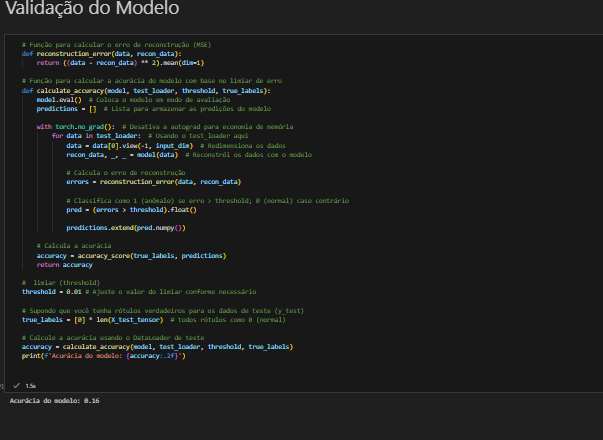 Validação do Modelo
# Função para calcular o erro de reconstrução (MSE)
def reconstruction_error(data, recon_data):
return ((data - recon_data) ** 2).mean(dim=1)
# Função para calcular a acurácia do modelo com base no limiar de erro
def calculate_accuracy(model, test_loader, threshold, true_labels):
model.eval()  # Coloca o modelo em modo de avaliação
predictions = []  # Lista para armazenar as predições do modelo
with torch.no_grad():  # Desativa a autograd para economia de memória
for data in test_loader:  # Usando o test_loader aqui
data = data[0].view(-1, input_dim)  # Redimensiona os dados
recon_data, _, _ = model(data)  # Reconstrói os dados com o modelo
# Calcula o erro de reconstrução
errors = reconstruction_error(data, recon_data)
# Classifica como 1 (anômalo) se erro > threshold; 0 (normal) caso contrário
pred = (errors > threshold).float()
predictions.extend(pred.numpy())
# Calcula a acurácia
accuracy = accuracy_score(true_labels, predictions)
return accuracy
#  limiar (threshold)
threshold = 0.01 # Ajuste o valor do limiar conforme necessário
# Supondo que você tenha rótulos verdadeiros para os dados de teste (y_test)
true_labels = [0] * len(X_test_tensor)  # todos rótulos como 0 (normal)
# Calcule a acurácia usando o DataLoader de teste
accuracy = calculate_accuracy(model, test_loader, threshold, true_labels)
print(f'Acurácia do modelo: {accuracy:.2f}')
1.5s
Acurácia do modelo: 0.16